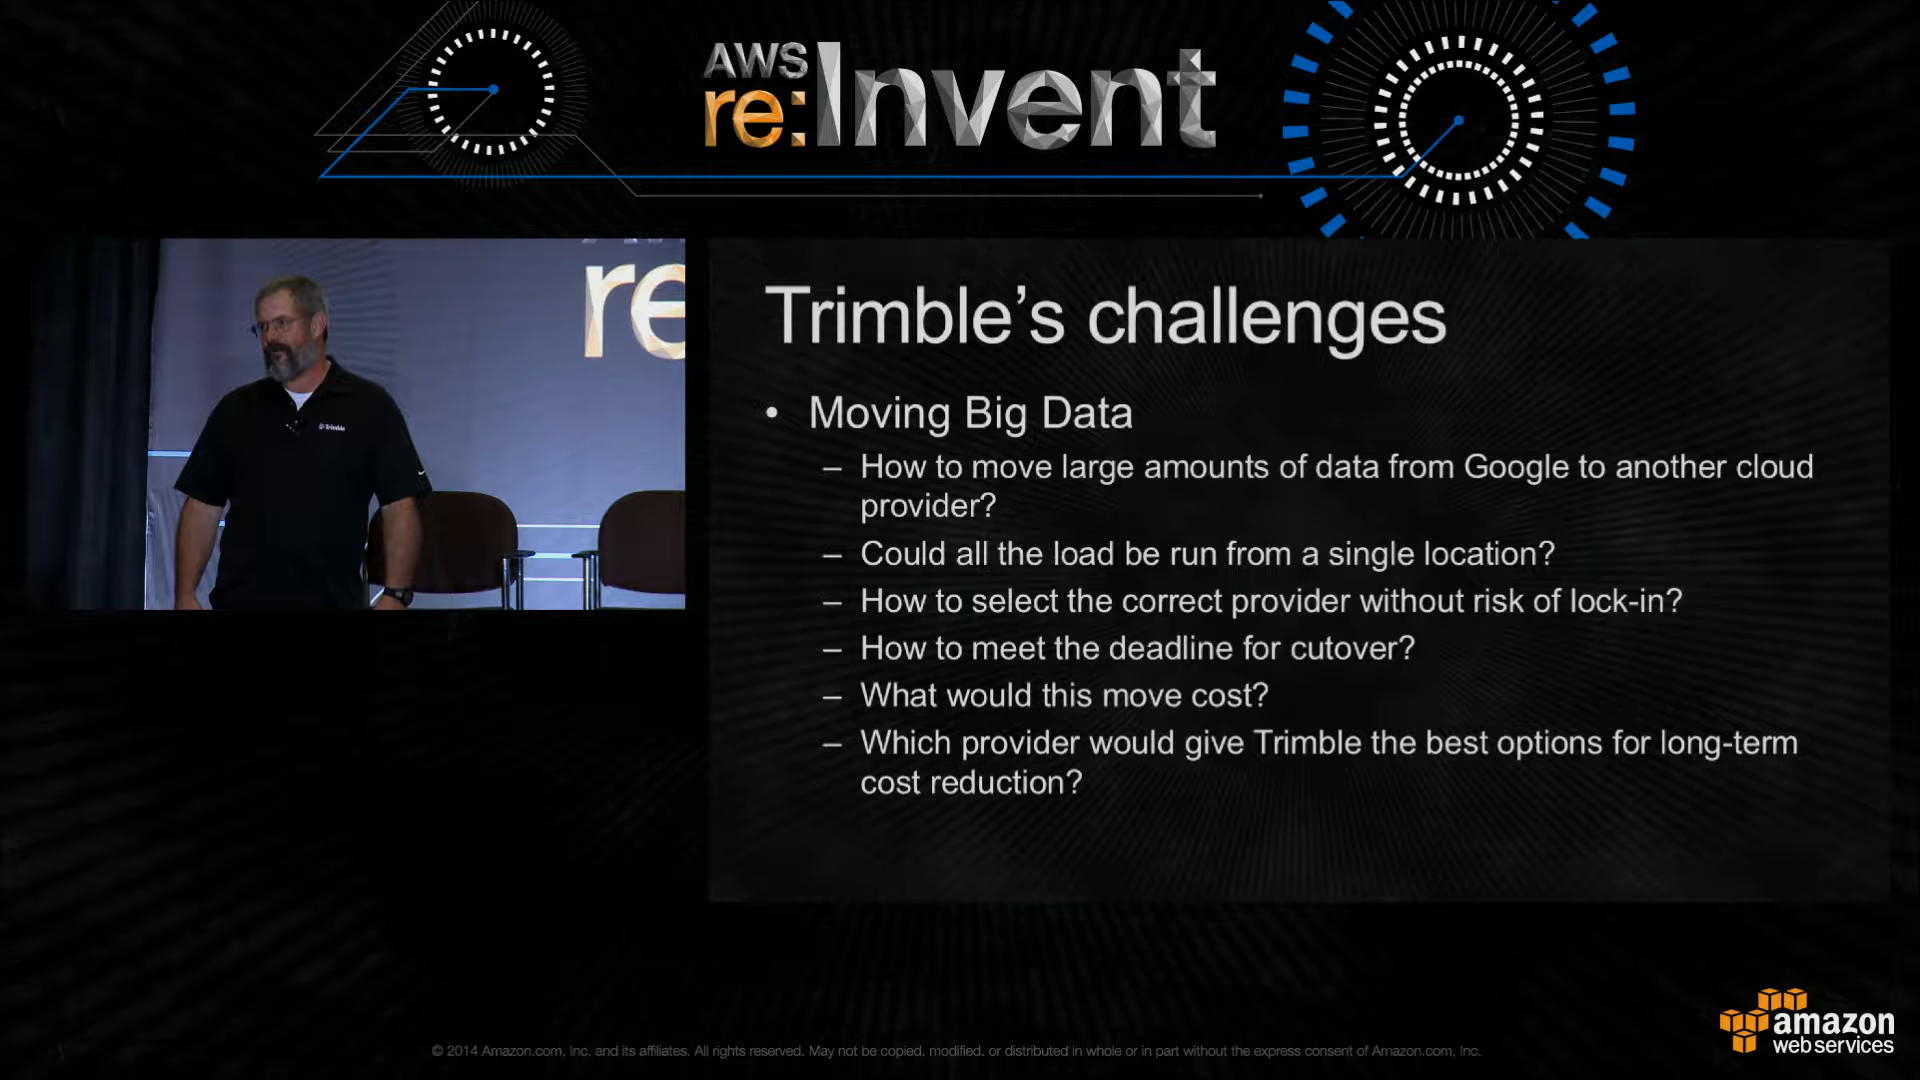 AWS
re:Invent
re
Trimble
Trimble’s challenges
• Moving Big Data
– How to move large amounts of data from Google to another cloud
provider?
– Could all the load be run from a single location?
– How to select the correct provider without risk of lock-in?
– How to meet the deadline for cutover?
– What would this move cost?
– Which provider would give Trimble the best options for long-term
cost reduction?
amazon
web services
© 2014 Amazon.com, Inc. and its affiliates. All rights reserved. May not be copied, modified, or distributed in whole or in part without the express consent of Amazon.com, Inc.